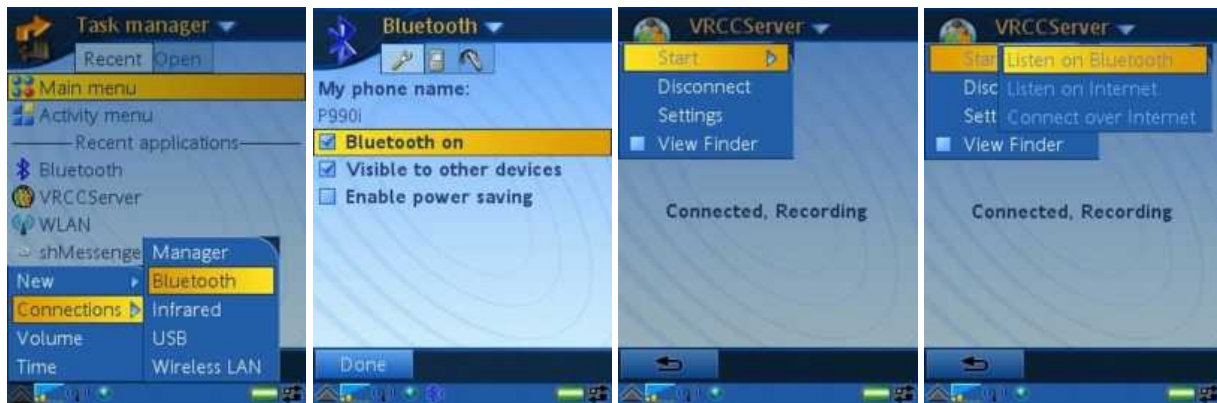 Task manager
Recent Open
Main menu
Activity menu
Recent applications
Bluetooth
VRCCServer
WLAN
shMessenge
Manager
New
Bluetooth
Connections
Infrared
Volume
USB
Time
Wireless LAN
Bluetooth
My phone name:
P990i
Bluetooth on
Visible to other devices
Enable power saving
Done
VRCCServer
Start
Disconnect
Settings
View Finder
Connected, Recording
VRCCServer
Star Listen on Bluetooth
Disc Listen on Internet
Sett Connect over Internet
View Finder
Connected, Recording